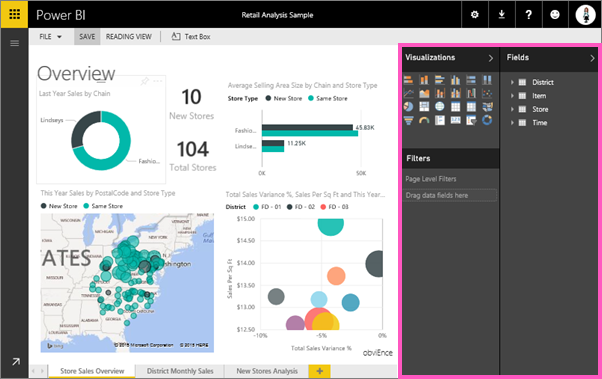 Power BI
Retail Analysis Sample
FILE SAVE READING VIEW Text Box
Overview
Last Year Sales by Chain
Lindseys
Fashio...
10
New Stores
104
Total Stores
Average Selling Area Size by Chain and Store Type
Store Type New Store Same Store
Fashio... 45.83K
Lindse... 11.25K
0K 50K
This Year Sales by PostalCode and Store Type
New Store Same Store
ATES
bing © 2015 Microsoft Corporation © 2015 HERE
Total Sales Variance %, Sales Per Sq Ft and This Year...
District FD - 01 FD - 02 FD - 03
Sales Per Sq Ft
$15.00
$14.50
$14.00
$13.50
$13.00
$12.50
-10% -5% 0%
Total Sales Variance %
obviEnce
Store Sales Overview District Monthly Sales New Stores Analysis +
Visualizations
Filters
Page Level Filters
Drag data fields here
Fields
District
Item
Store
Time